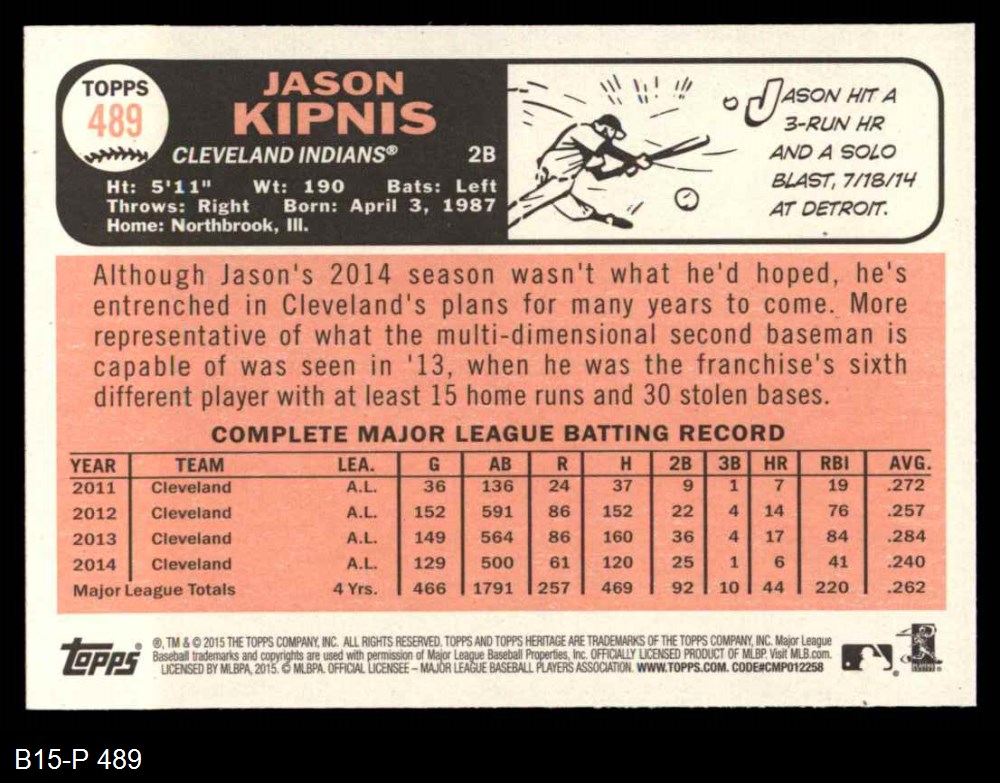 TOPPS
489
JASON
KIPNIS
CLEVELAND INDIANS® 2B
Ht: 5'11" Wt: 190 Bats: Left
Throws: Right Born: April 3, 1987
Home: Northbrook, Ill.
JASON HIT A
3-RUN HR
AND A SOLO
BLAST, 7/18/14
AT DETROIT.
Although Jason's 2014 season wasn't what he'd hoped, he's
entrenched in Cleveland's plans for many years to come. More
representative of what the multi-dimensional second baseman is
capable of was seen in '13, when he was the franchise's sixth
different player with at least 15 home runs and 30 stolen bases.
COMPLETE MAJOR LEAGUE BATTING RECORD
YEAR TEAM LEA. G AB R H 2B 3B HR RBI AVG.
2011 Cleveland A.L. 36 136 24 37 9 1 7 19 .272
2012 Cleveland A.L. 152 591 86 152 22 4 14 76 .257
2013 Cleveland A.L. 149 564 86 160 36 4 17 84 .284
2014 Cleveland A.L. 129 500 61 120 25 1 6 41 .240
Major League Totals 4 Yrs. 466 1791 257 469 92 10 44 220 .262
Topps
®, TM & © 2015 THE TOPPS COMPANY, INC. ALL RIGHTS RESERVED. TOPPS AND TOPPS HERITAGE ARE TRADEMARKS OF THE TOPPS COMPANY, INC. Major League
Baseball trademarks and copyrights are used with permission of Major League Baseball Properties, Inc. OFFICIALLY LICENSED PRODUCT OF MLBP. Visit MLB.com.
LICENSED BY MLBPA, 2015. © MLBPA. OFFICIAL LICENSEE – MAJOR LEAGUE BASEBALL PLAYERS ASSOCIATION. WWW.TOPPS.COM. CODE#CMP012258
B15-P 489